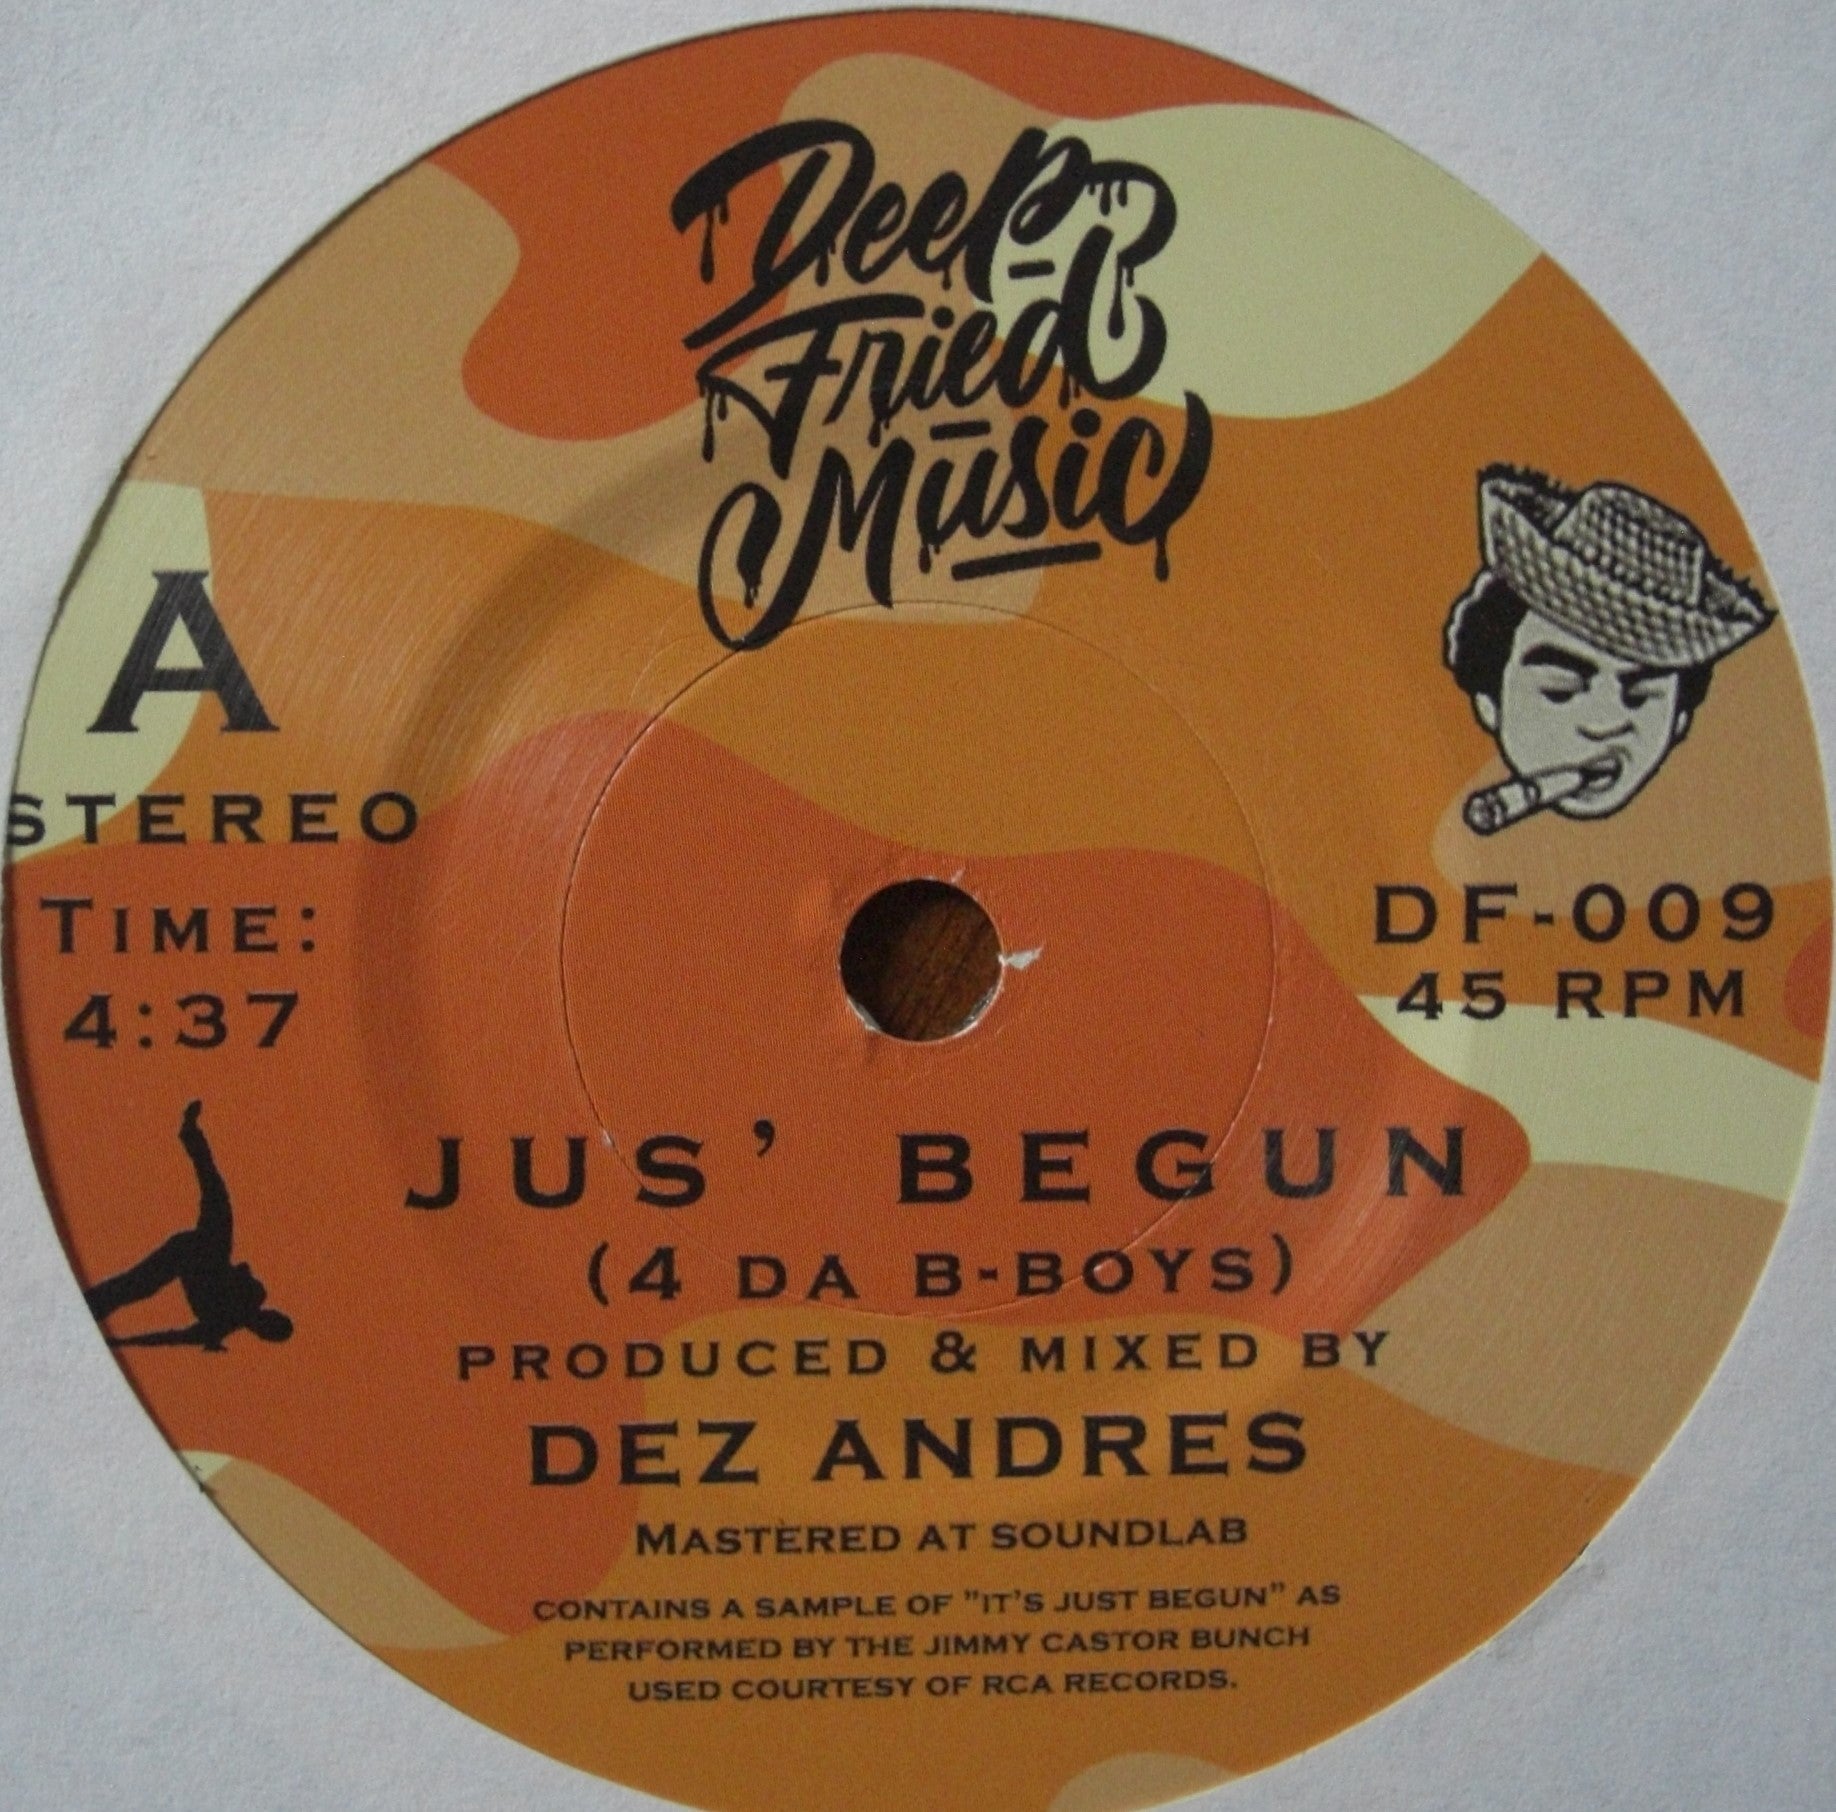 Deep
Fried
Music
A
STEREO
TIME:
4:37
DF-009
45 RPM
JUS' BEGUN
(4 DA B-BOYS)
PRODUCED & MIXED BY
DEZ ANDRES
MASTERED AT SOUNDLAB
CONTAINS A SAMPLE OF "IT'S JUST BEGUN" AS
PERFORMED BY THE JIMMY CASTOR BUNCH
USED COURTESY OF RCA RECORDS.